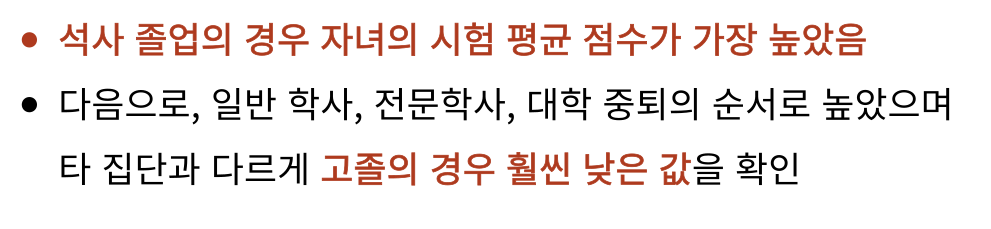 • 석사 졸업의 경우 자녀의 시험 평균 점수가 가장 높았음
• 다음으로, 일반 학사, 전문학사, 대학 중퇴의 순서로 높았으며
타 집단과 다르게 고졸의 경우 훨씬 낮은 값을 확인